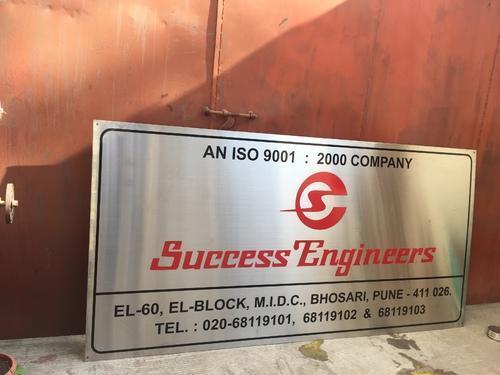 AN ISO 9001 : 2000 COMPANY
Success Engineers
EL-60, EL-BLOCK, M.I.D.C., BHOSARI, PUNE - 411 026.
TEL. : 020-68119101, 68119102 & 68119103